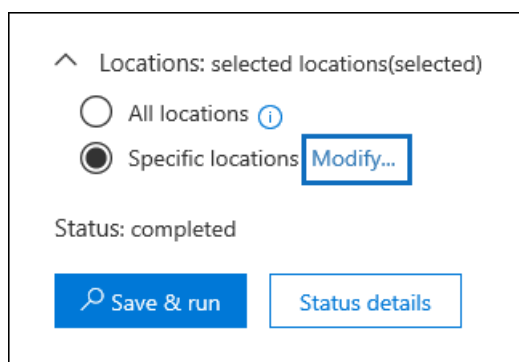 Locations: selected locations(selected)
All locations
Specific locations Modify...
Status: completed
Save & run
Status details